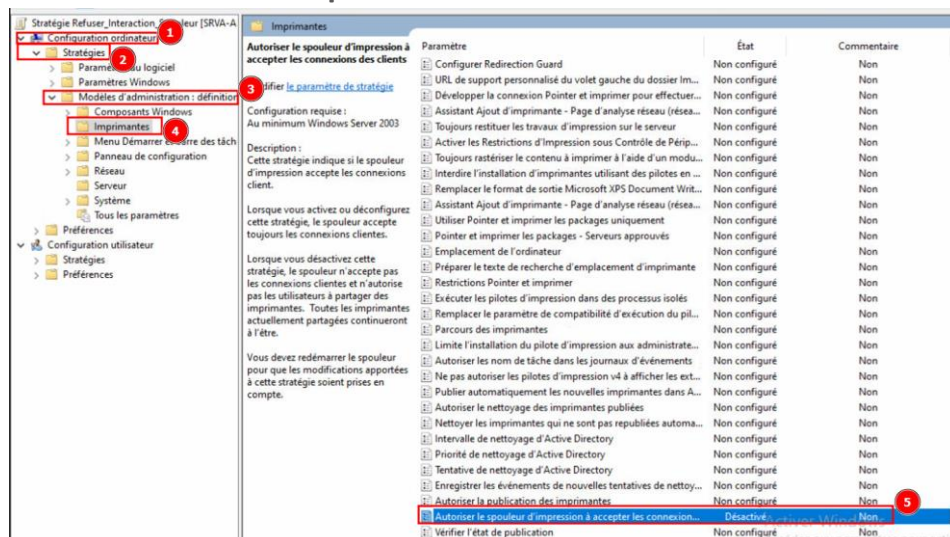 Stratégie Refuser_Interaction_ leur [SRVA-A
Configuration ordinateur
1
Stratégies
2
Param u logiciel
Paramètres Windows
Modèles d'administration : définition
3
Composants Windows
Imprimantes
4
Menu Démarrer et barre des tâch
Panneau de configuration
Réseau
Serveur
Système
Tous les paramètres
Préférences
Configuration utilisateur
Stratégies
Préférences
Imprimantes
Autoriser le spouleur d'impression à
accepter les connexions des clients
difier le paramètre de stratégie
Configuration requise :
Au minimum Windows Server 2003
Description :
Cette stratégie indique si le spouleur
d'impression accepte les connexions
client.
Lorsque vous activez ou déconfigurez
cette stratégie, le spouleur accepte
toujours les connexions clientes.
Lorsque vous désactivez cette
stratégie, le spouleur n'accepte pas
les connexions clientes et n'autorise
pas les utilisateurs à partager des
imprimantes. Toutes les imprimantes
actuellement partagées continueront
à l'être.
Vous devez redémarrer le spouleur
pour que les modifications apportées
à cette stratégie soient prises en
compte.
Paramètre État Commentaire
Configurer Redirection Guard Non configuré Non
URL de support personnalisé du volet gauche du dossier Im... Non configuré Non
Développer la connexion Pointer et imprimer pour effectuer... Non configuré Non
Assistant Ajout d'imprimante - Page d'analyse réseau (résea... Non configuré Non
Toujours restituer les travaux d'impression sur le serveur Non configuré Non
Activer les Restrictions d'Impression sous Contrôle de Périp... Non configuré Non
Toujours rastériser le contenu à imprimer à l'aide d'un modu... Non configuré Non
Interdire l'installation d'imprimantes utilisant des pilotes en ... Non configuré Non
Remplacer le format de sortie Microsoft XPS Document Writ... Non configuré Non
Assistant Ajout d'imprimante - Page d'analyse réseau (résea... Non configuré Non
Utiliser Pointer et imprimer les packages uniquement Non configuré Non
Pointer et imprimer les packages - Serveurs approuvés Non configuré Non
Emplacement de l'ordinateur Non configuré Non
Préparer le texte de recherche d'emplacement d'imprimante Non configuré Non
Restrictions Pointer et imprimer Non configuré Non
Exécuter les pilotes d'impression dans des processus isolés Non configuré Non
Remplacer le paramètre de compatibilité d'exécution du pil... Non configuré Non
Parcours des imprimantes Non configuré Non
Limite l'installation du pilote d'impression aux administrate... Non configuré Non
Autoriser les nom de tâche dans les journaux d'événements Non configuré Non
Ne pas autoriser les pilotes d'impression v4 à afficher les ext... Non configuré Non
Publier automatiquement les nouvelles imprimantes dans A... Non configuré Non
Autoriser le nettoyage des imprimantes publiées Non configuré Non
Nettoyer les imprimantes qui ne sont pas republiées automa... Non configuré Non
Intervalle de nettoyage d'Active Directory Non configuré Non
Priorité de nettoyage d'Active Directory Non configuré Non
Tentative de nettoyage d'Active Directory Non configuré Non
Enregistrer les événements de nouvelles tentatives de nettoy... Non configuré Non
Autoriser la publication des imprimantes Non configuré Non
5
Autoriser le spouleur d'impression à accepter les connexion... Désactivé Non
Activer Windows
Vérifier l'état de publication Non configuré Non